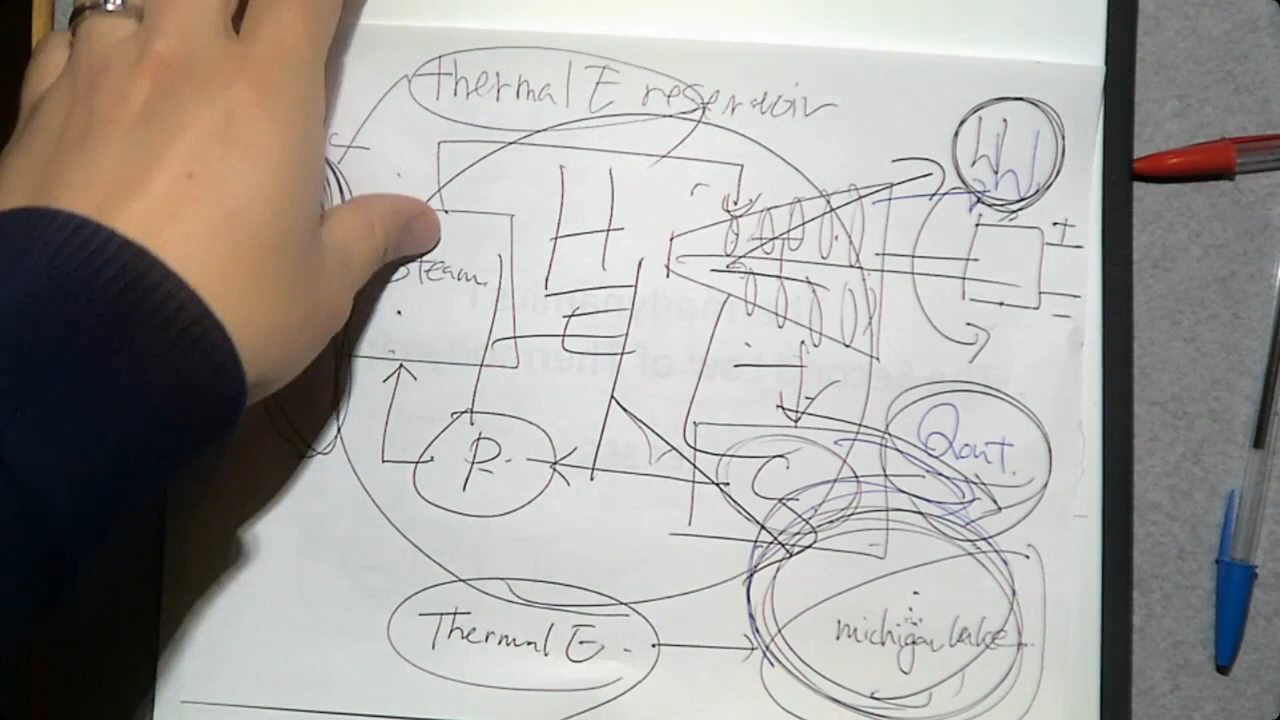 Thermal E reservoir
W
+
Steam.
H
E
-
Qout.
P.
C
Thermal E.
michigan lake